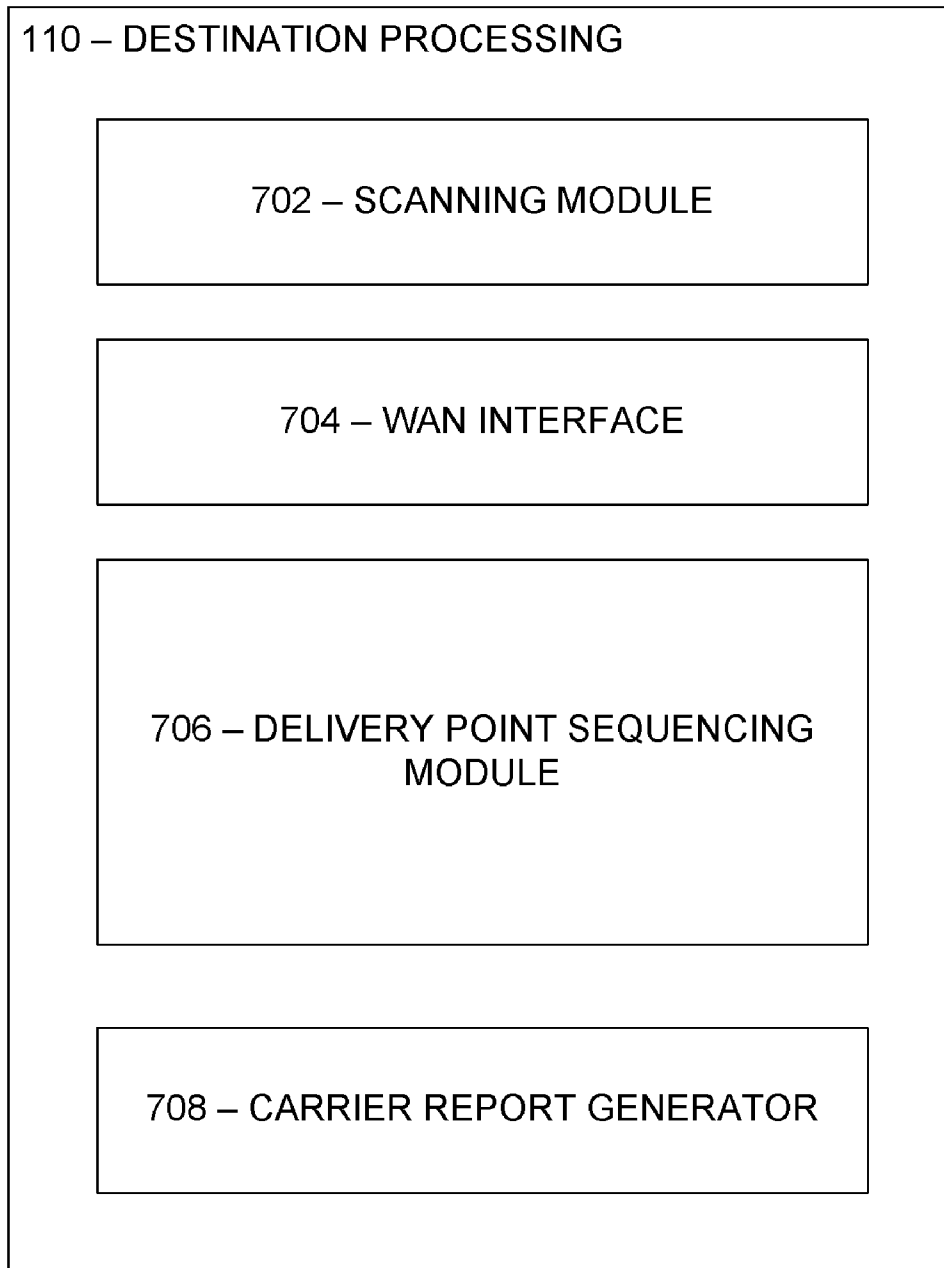 110 – DESTINATION PROCESSING
702 – SCANNING MODULE
704 – WAN INTERFACE
706 – DELIVERY POINT SEQUENCING
MODULE
708 – CARRIER REPORT GENERATOR